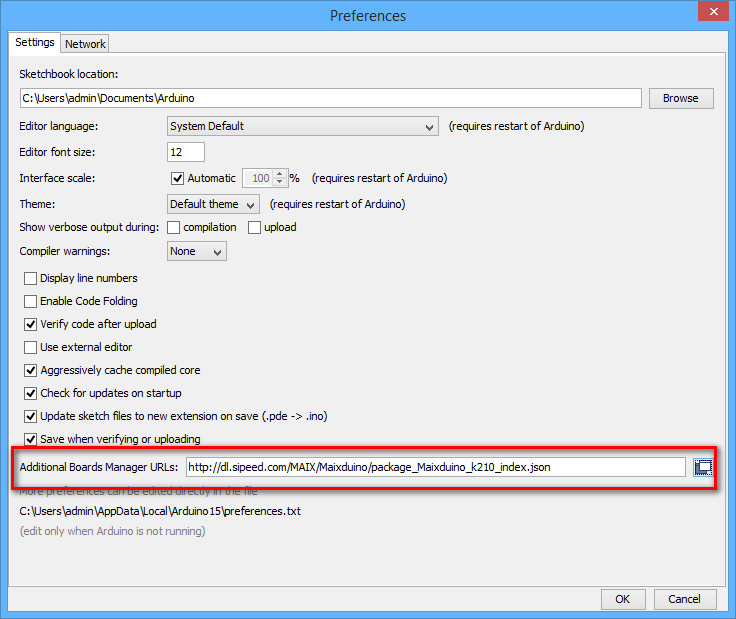 Preferences
Settings Network
Sketchbook location:
C:\Users\admin\Documents\Arduino Browse
Editor language: System Default (requires restart of Arduino)
Editor font size: 12
Interface scale: Automatic 100 % (requires restart of Arduino)
Theme: Default theme (requires restart of Arduino)
Show verbose output during: compilation upload
Compiler warnings: None
Display line numbers
Enable Code Folding
Verify code after upload
Use external editor
Aggressively cache compiled core
Check for updates on startup
Update sketch files to new extension on save (.pde -> .ino)
Save when verifying or uploading
Additional Boards Manager URLs: http://dl.sipeed.com/MAIX/Maixduino/package_Maixduino_k210_index.json
More preferences can be edited directly in the file
C:\Users\admin\AppData\Local\Arduino15\preferences.txt
(edit only when Arduino is not running)
OK Cancel